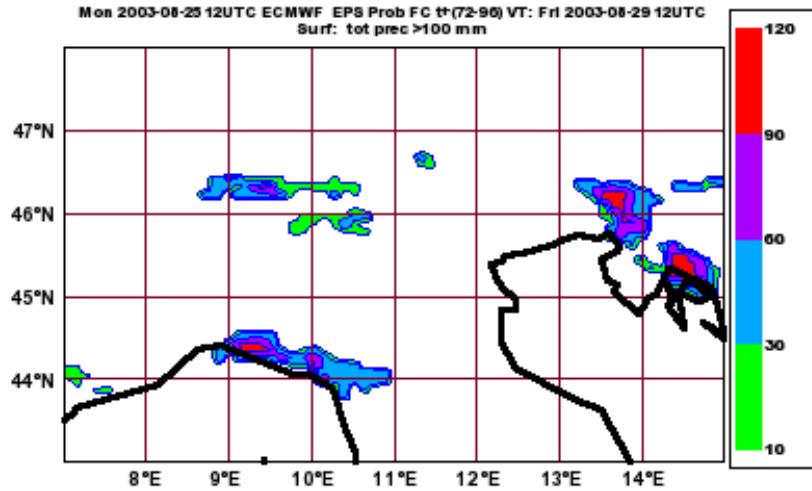 Mon 2003-08-25 12UTC ECMWF EPS Prob FC t+(72-96) VT: Fri 2003-08-29 12UTC
Surf: tot prec >100 mm
120
47°N
90
46°N
60
45°N
30
44°N
10
8°E 9°E 10°E 11°E 12°E 13°E 14°E